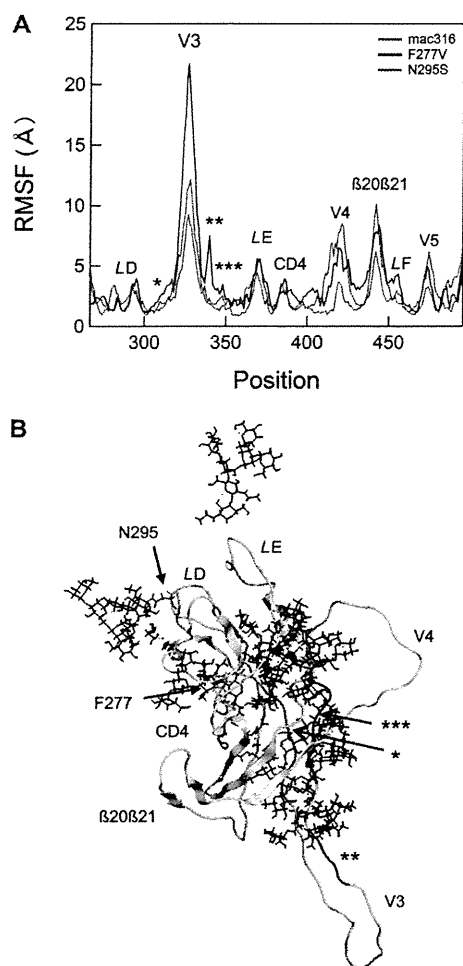 A
25
20
15
10
5
0
RMSF (Å)
V3
mac316
F277V
N295S
**
LD
*
***
LE
CD4
V4
ß20ß21
LF
V5
300
350
400
450
Position
B
N295
LD
LE
V4
F277
CD4
***
*
ß20ß21
**
V3